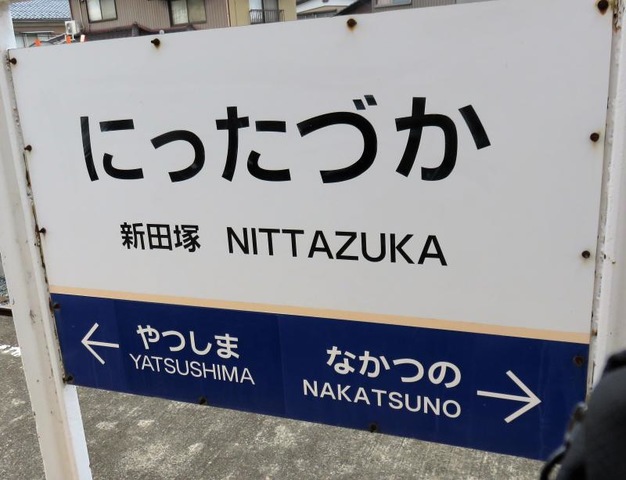 にったづか
新田塚 NITTAZUKA
← やつしま なかつの →
YATSUSHIMA NAKATSUNO